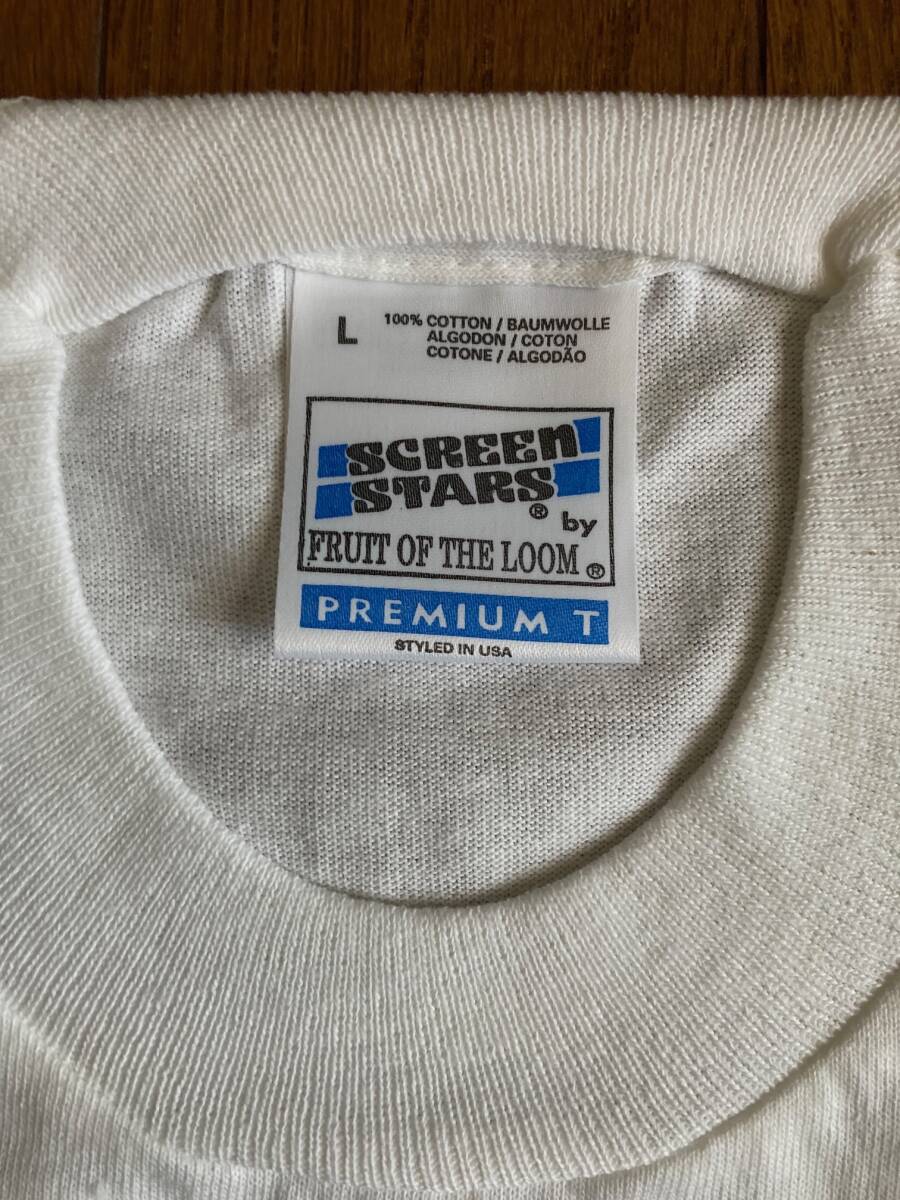 L
100% COTTON / BAUMWOLLE
ALGODON / COTON
COTONE / ALGODÃO
SCREEN
STARS®
by
FRUIT OF THE LOOM®
PREMIUM T
STYLED IN USA